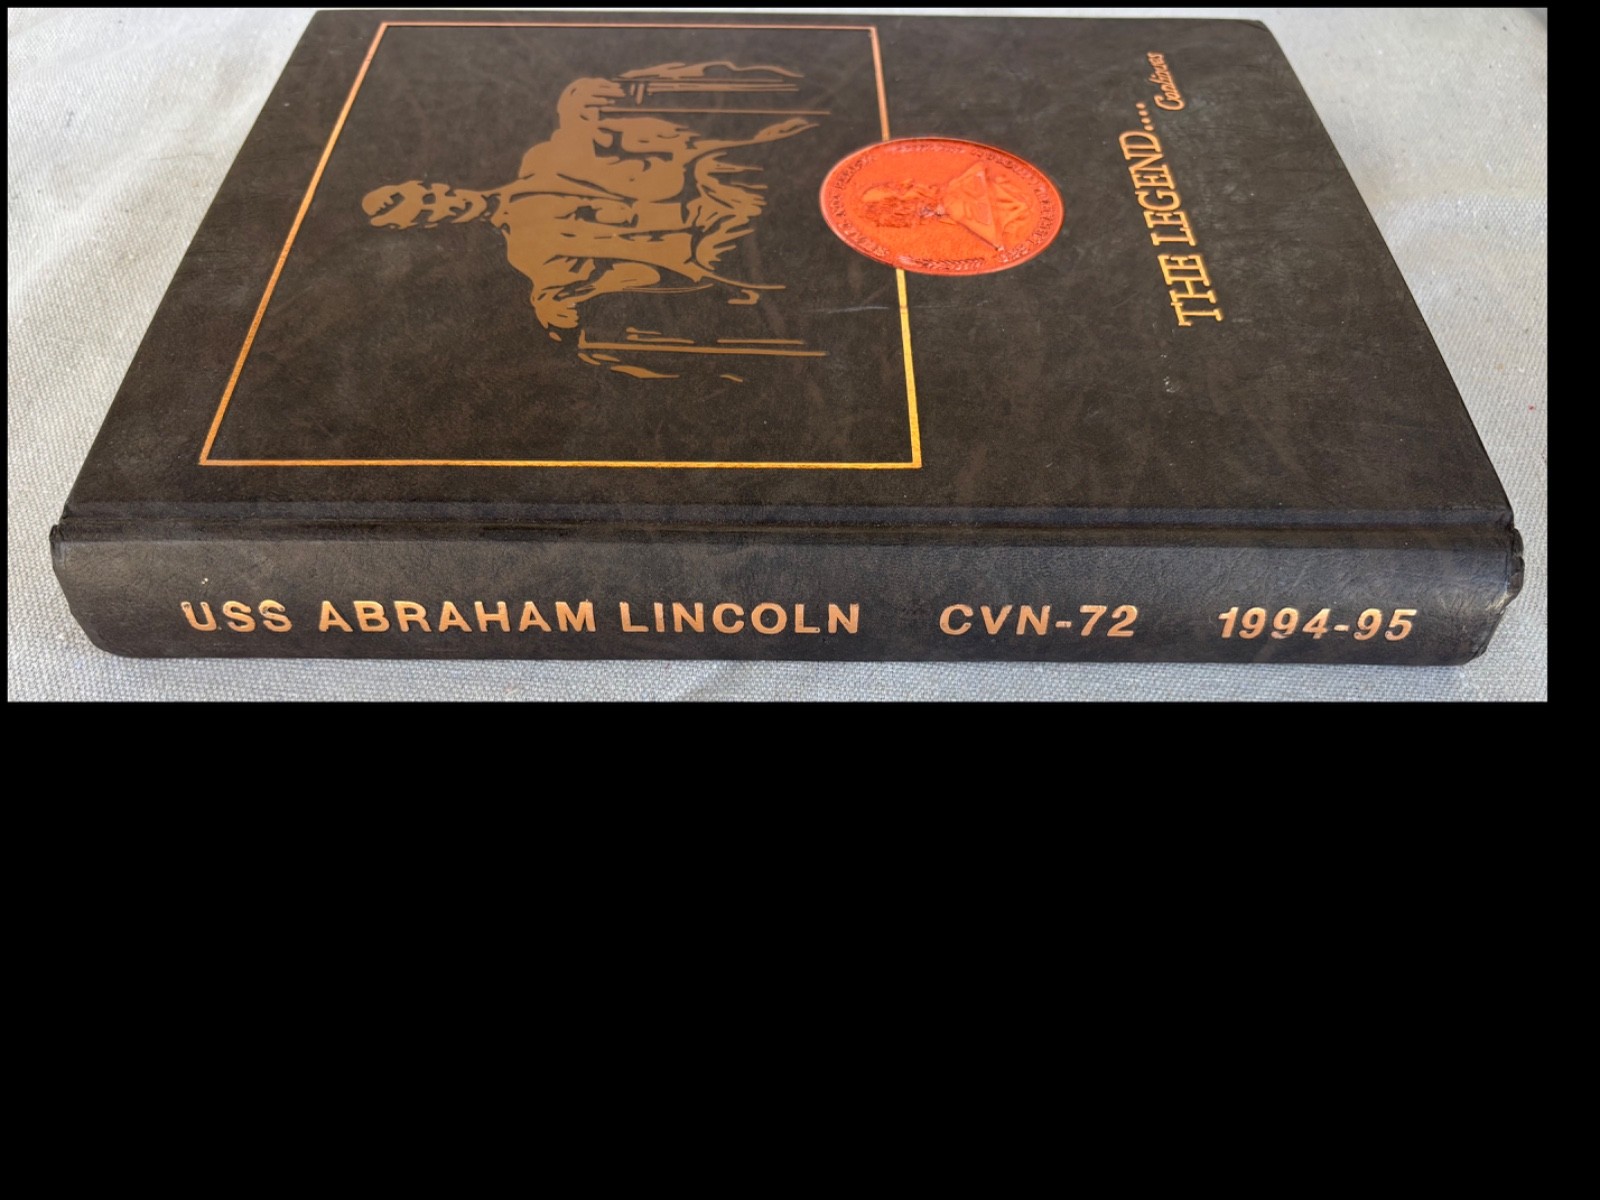 THE LEGEND....
Continues
USS ABRAHAM LINCOLN CVN-72 1994-95